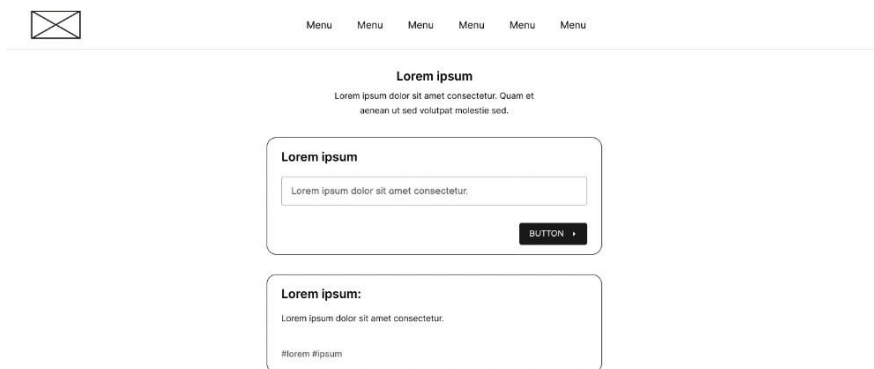 Menu Menu Menu Menu Menu Menu
Lorem ipsum
Lorem ipsum dolor sit amet consectetur. Quam et
aenean ut sed volutpat molestie sed.
Lorem ipsum
Lorem ipsum dolor sit amet consectetur.
BUTTON
Lorem ipsum:
Lorem ipsum dolor sit amet consectetur.
#lorem #ipsum